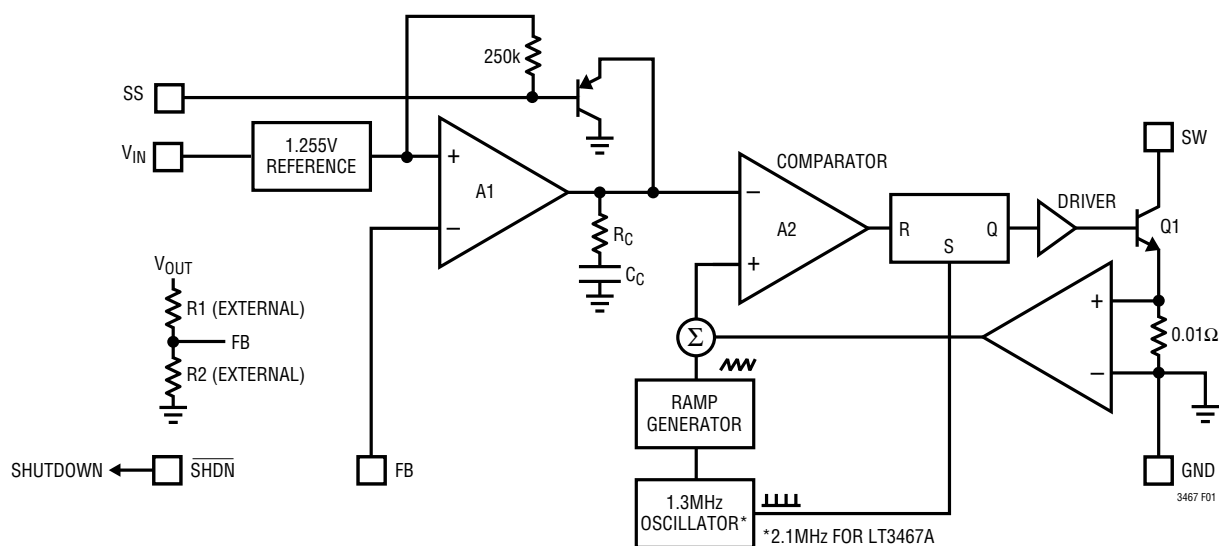 250k
SS
V_IN
1.255V
REFERENCE
+
A1
−
R_C
C_C
COMPARATOR
−
A2
+
R
S
Q
DRIVER
SW
Q1
+
−
0.01Ω
Σ
V_OUT
R1 (EXTERNAL)
FB
R2 (EXTERNAL)
RAMP
GENERATOR
SHUTDOWN
SHDN
FB
1.3MHz
OSCILLATOR*
*2.1MHz FOR LT3467A
GND
3467 F01